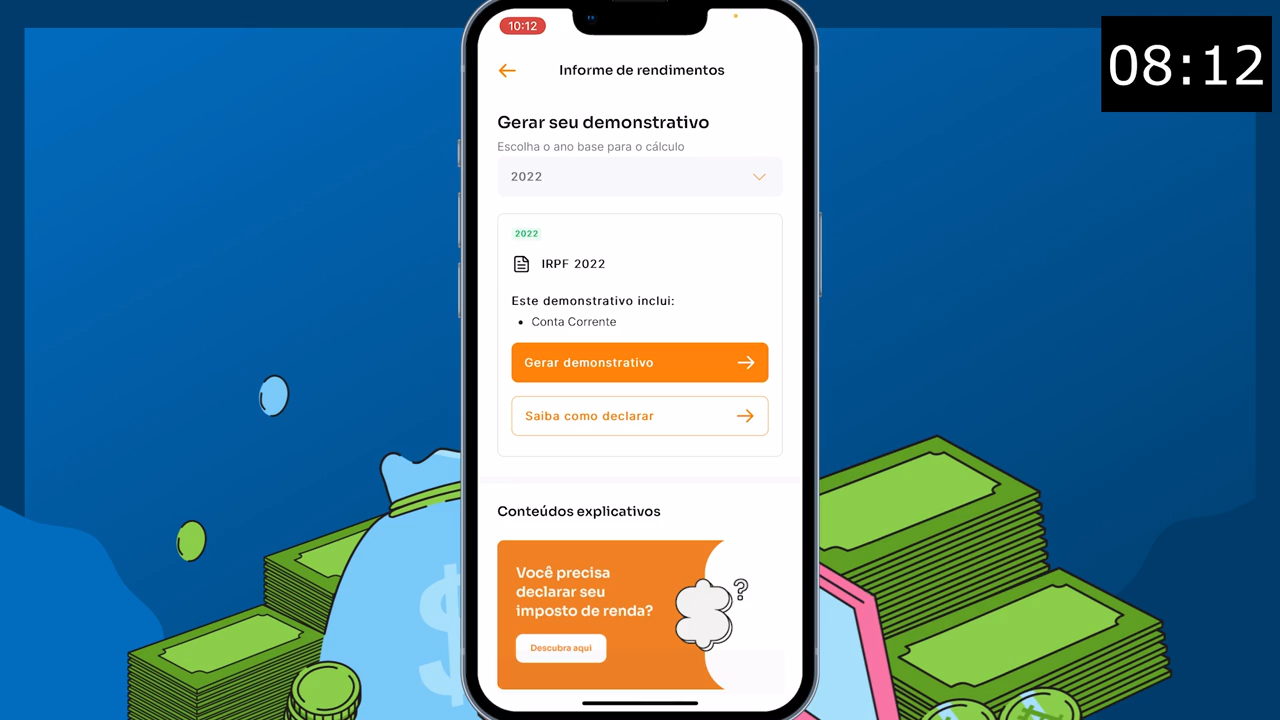 10:12
08:12
Informe de rendimentos
Gerar seu demonstrativo
Escolha o ano base para o cálculo
2022
2022
IRPF 2022
Este demonstrativo inclui:
• Conta Corrente
Gerar demonstrativo
Saiba como declarar
Conteúdos explicativos
Você precisa
declarar seu
imposto de renda?
?
Descubra aqui
$